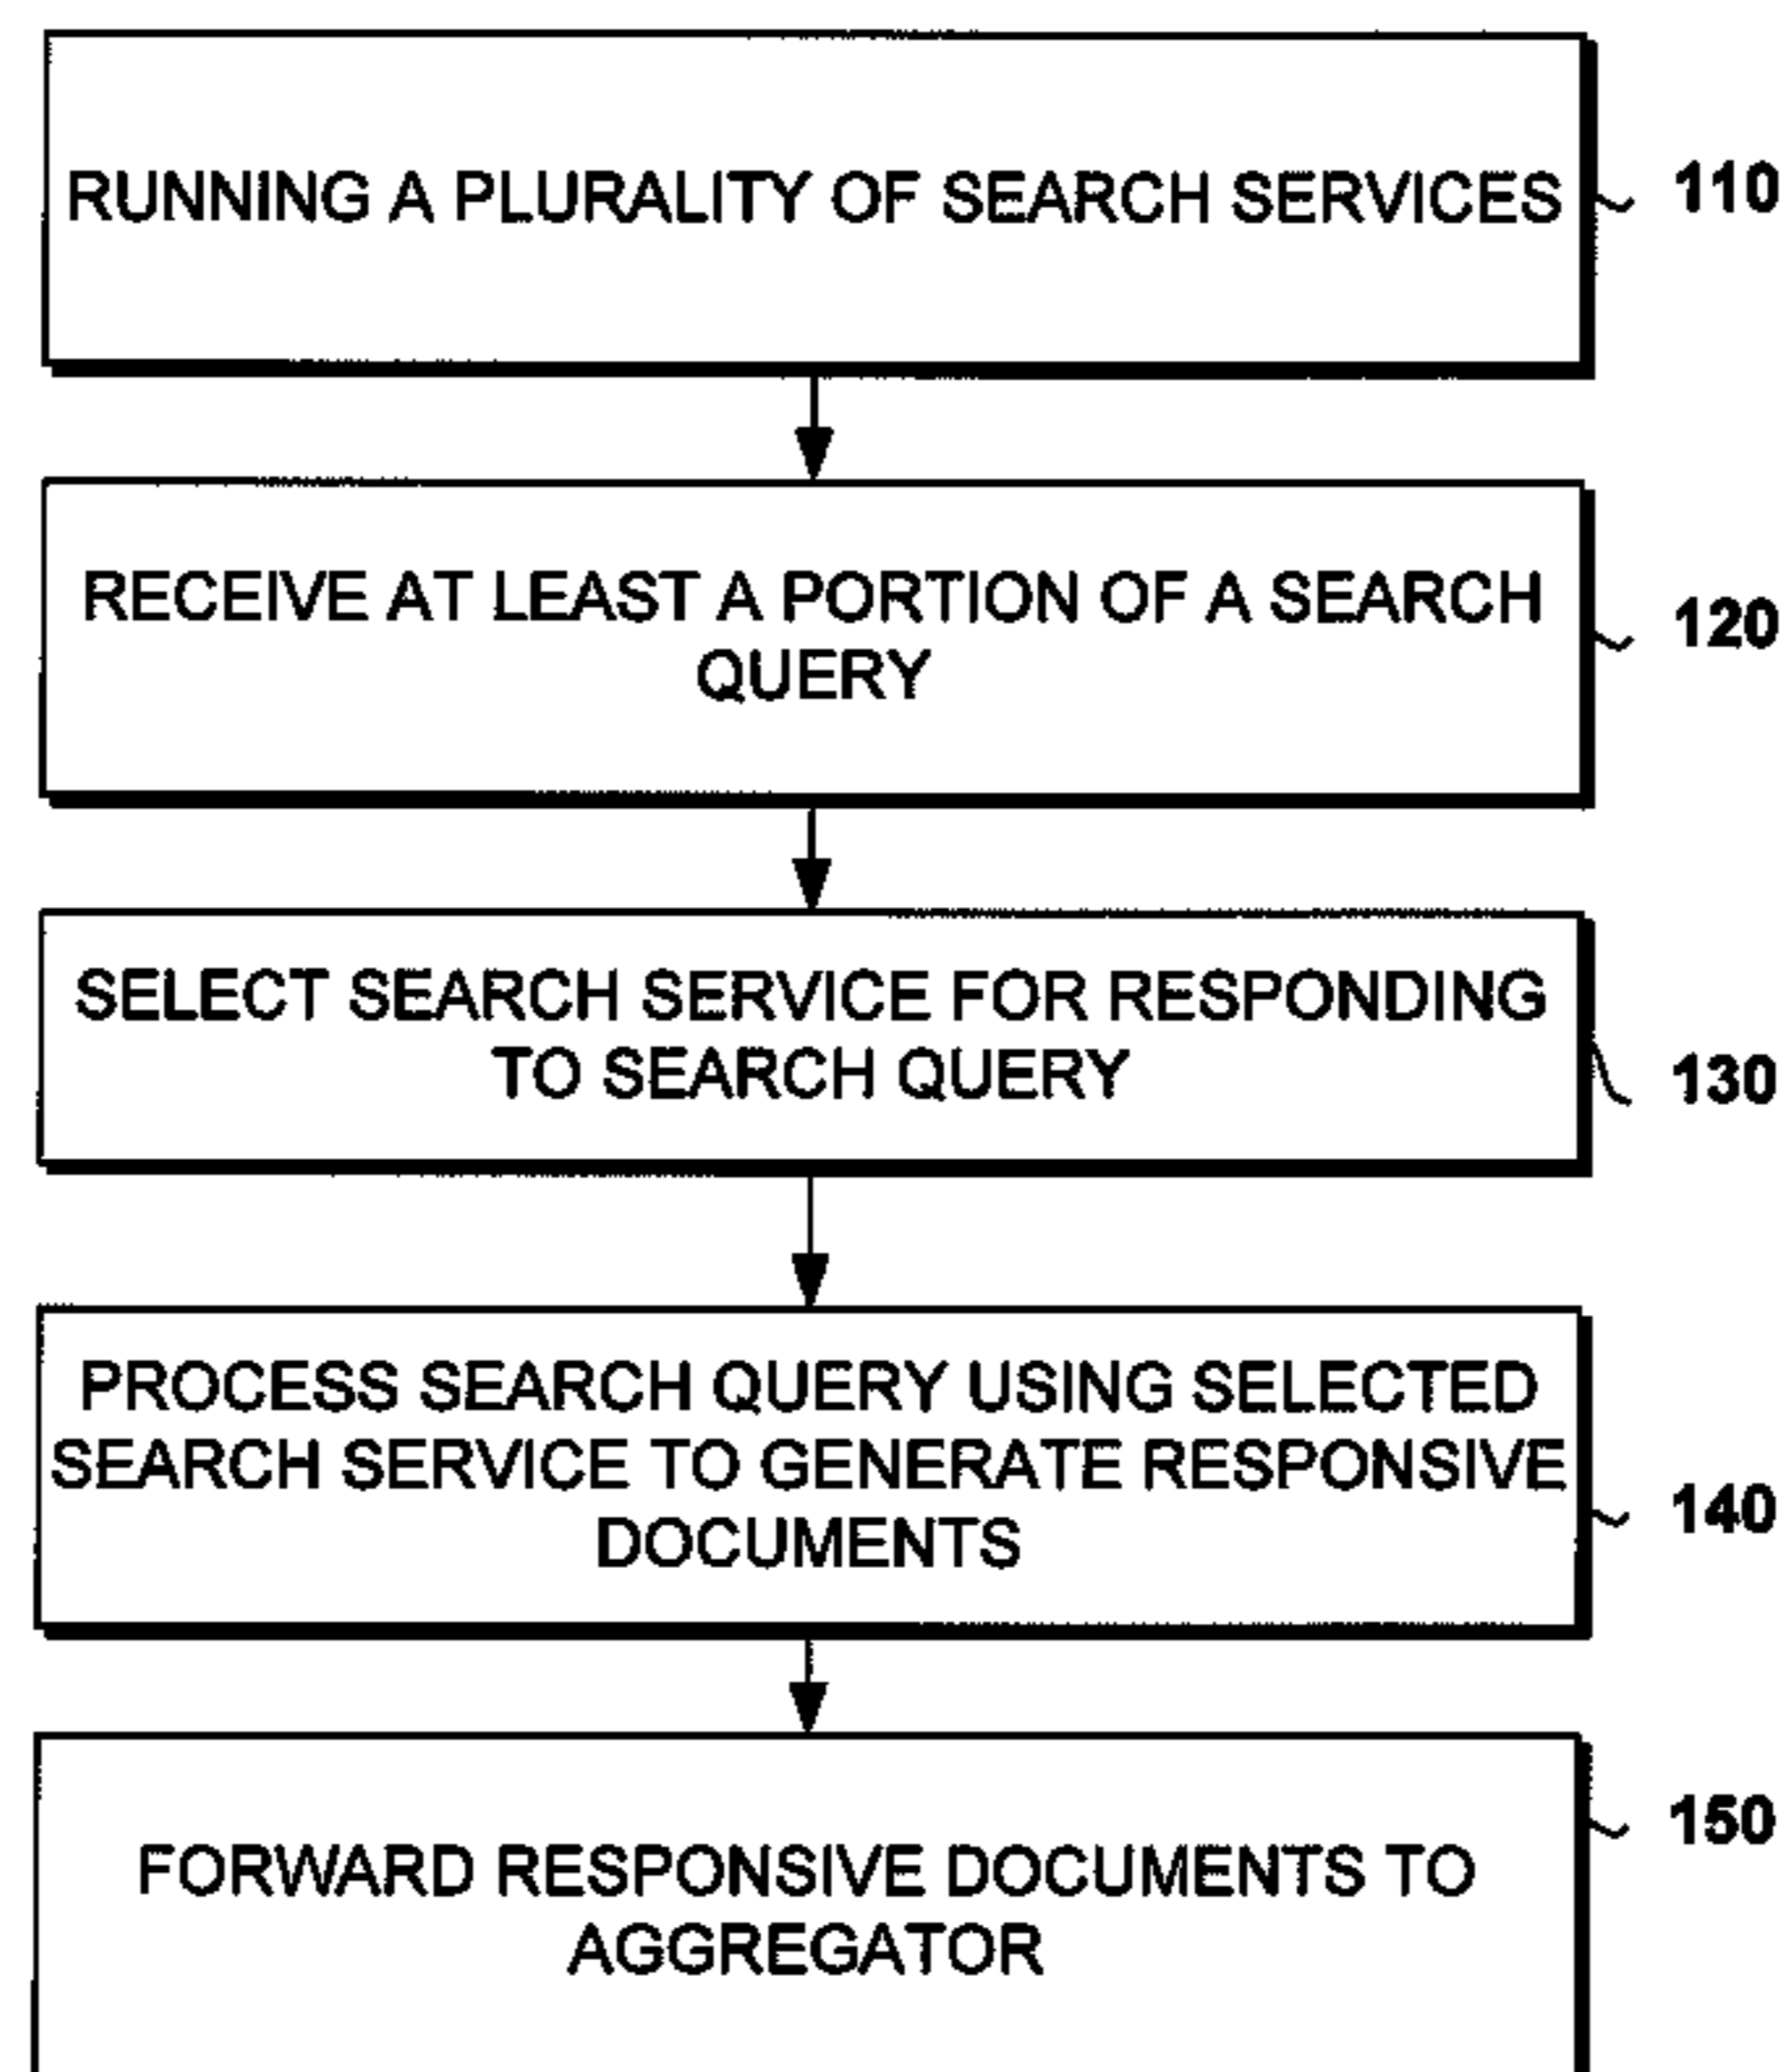 RUNNING A PLURALITY OF SEARCH SERVICES
110
RECEIVE AT LEAST A PORTION OF A SEARCH
QUERY
120
SELECT SEARCH SERVICE FOR RESPONDING
TO SEARCH QUERY
130
PROCESS SEARCH QUERY USING SELECTED
SEARCH SERVICE TO GENERATE RESPONSIVE
DOCUMENTS
140
FORWARD RESPONSIVE DOCUMENTS TO
AGGREGATOR
150